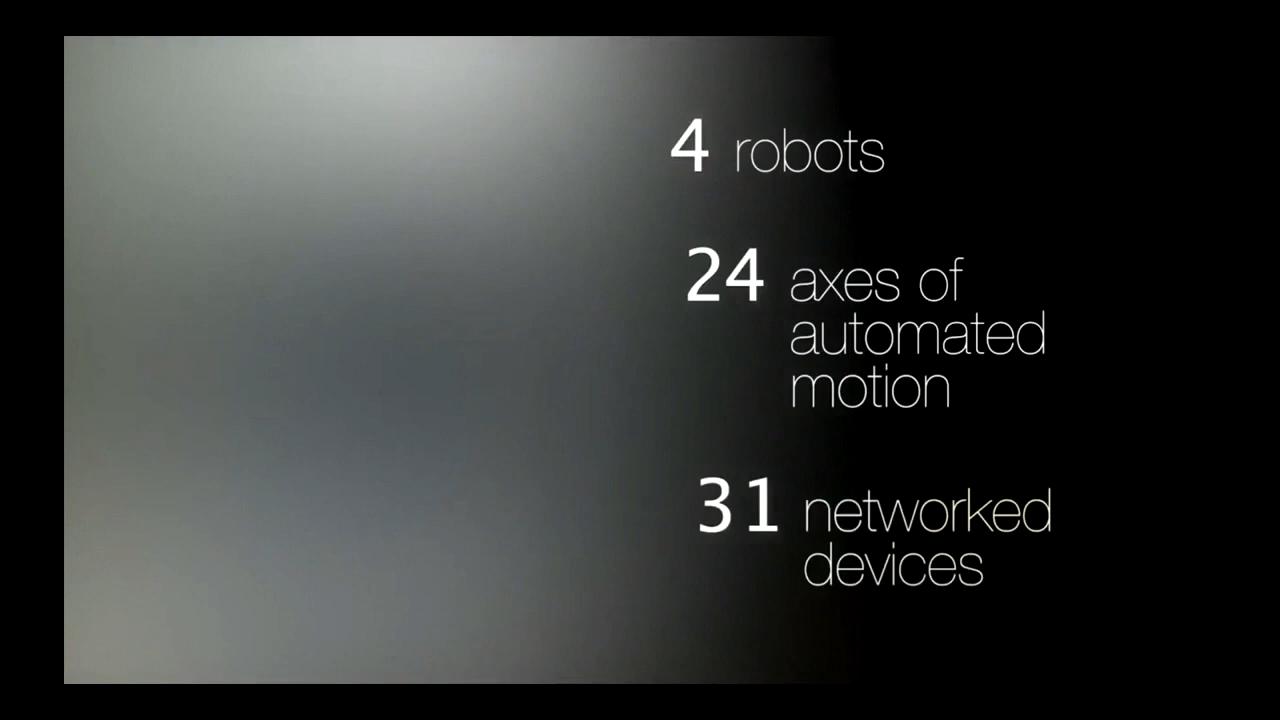 4 robots
24 axes of
automated
motion
31 networked
devices